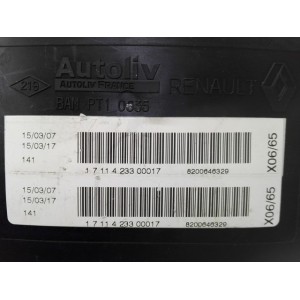 216 Autoliv RENAULT
AUTOLIV FRANCE
BAN PT1 0535
15/03/07
15/03/17
141
1 7 11 4 233 00017
8200646329
X06/65
15/03/07
15/03/17
141
1 7 11 4 233 00017
8200646329
X06/65